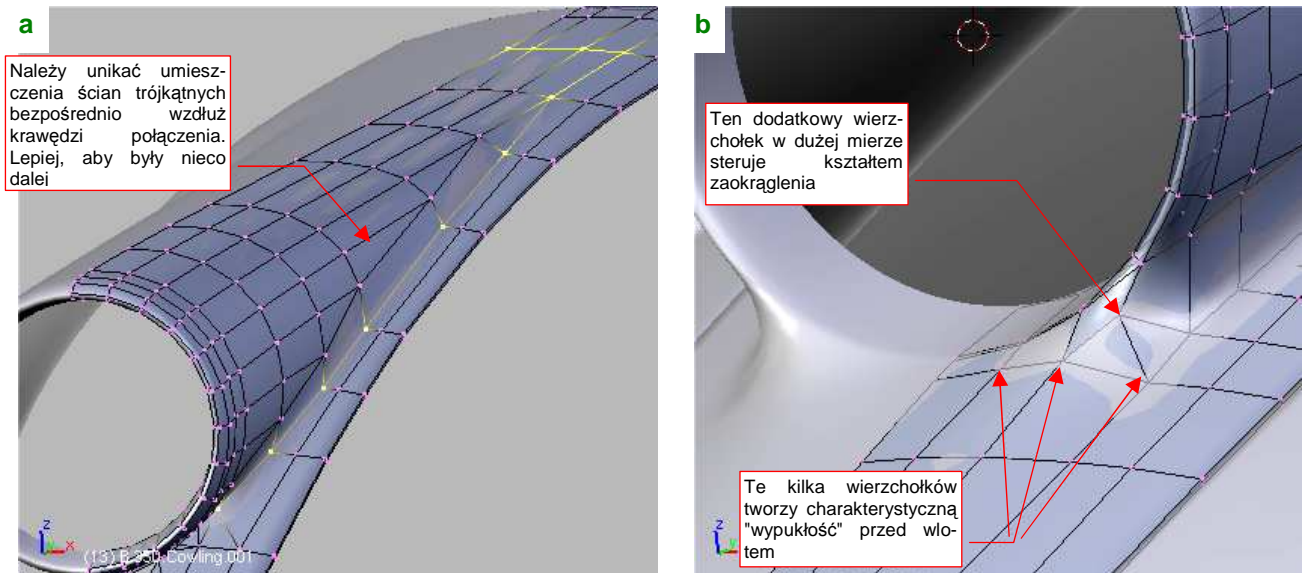 a
Należy unikać umiesz-
czenia ścian trójkątnych
bezpośrednio wzdłuż
krawędzi połączenia.
Lepiej, aby były nieco
dalej
z
x
(13) B.350.Cowling.001
b
Ten dodatkowy wierz-
chołek w dużej mierze
steruje kształtem
zaokrąglenia
Te kilka wierzchołków
tworzy charakterystyczną
"wypukłość" przed wlo-
tem
z
y